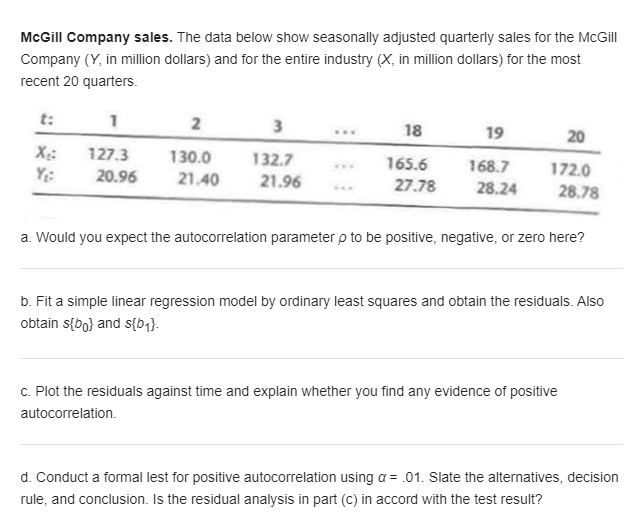 McGill Company sales. The data below show seasonally adjusted quarterly sales for the McGill
Company (Y, in million dollars) and for the entire industry (X, in million dollars) for the most
recent 20 quarters.
t: 1 2 3 ... 18 19 20
Xt: 127.3 130.0 132.7 ... 165.6 168.7 172.0
Yt: 20.96 21.40 21.96 ... 27.78 28.24 28.78
a. Would you expect the autocorrelation parameter ρ to be positive, negative, or zero here?
b. Fit a simple linear regression model by ordinary least squares and obtain the residuals. Also
obtain s{b0} and s{b1}.
c. Plot the residuals against time and explain whether you find any evidence of positive
autocorrelation.
d. Conduct a formal lest for positive autocorrelation using α = .01. Slate the alternatives, decision
rule, and conclusion. Is the residual analysis in part (c) in accord with the test result?